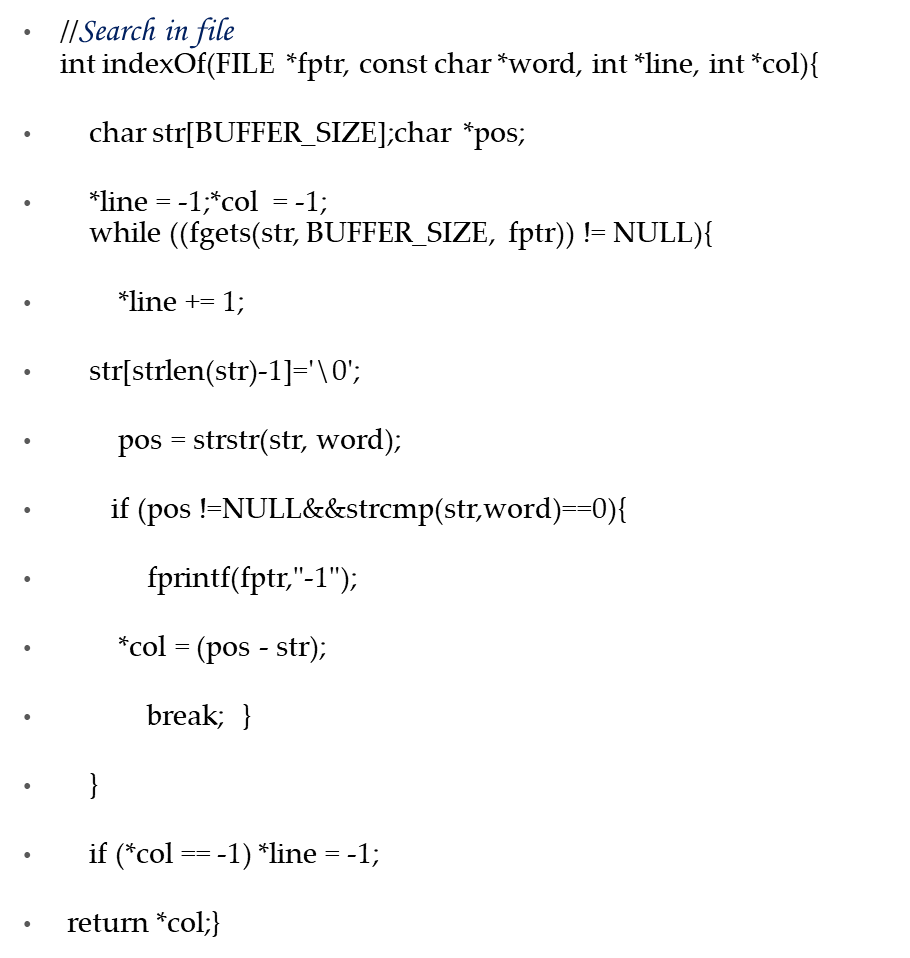 • //Search in file
int indexOf(FILE *fptr, const char *word, int *line, int *col){
• char str[BUFFER_SIZE];char *pos;
• *line = -1;*col = -1;
while ((fgets(str, BUFFER_SIZE, fptr)) != NULL){
• *line += 1;
• str[strlen(str)-1]='\0';
• pos = strstr(str, word);
• if (pos !=NULL&&strcmp(str,word)==0){
• fprintf(fptr,"-1");
• *col = (pos - str);
• break; }
• }
• if (*col == -1) *line = -1;
• return *col;}